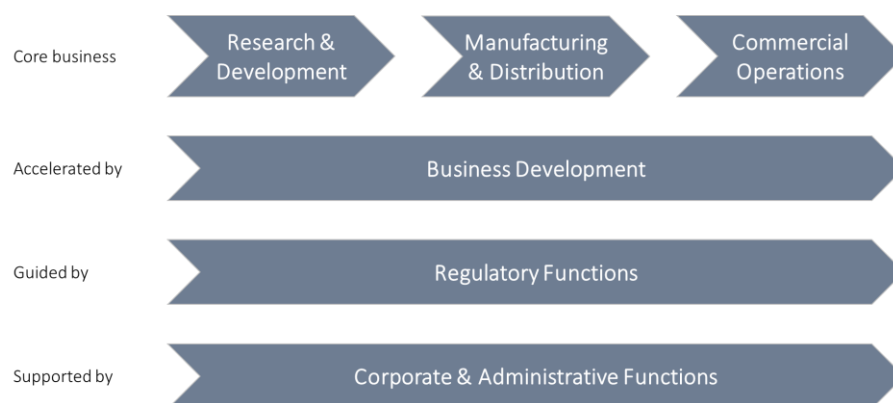 Core business
Research &
Development
Manufacturing
& Distribution
Commercial
Operations
Accelerated by
Business Development
Guided by
Regulatory Functions
Supported by
Corporate & Administrative Functions